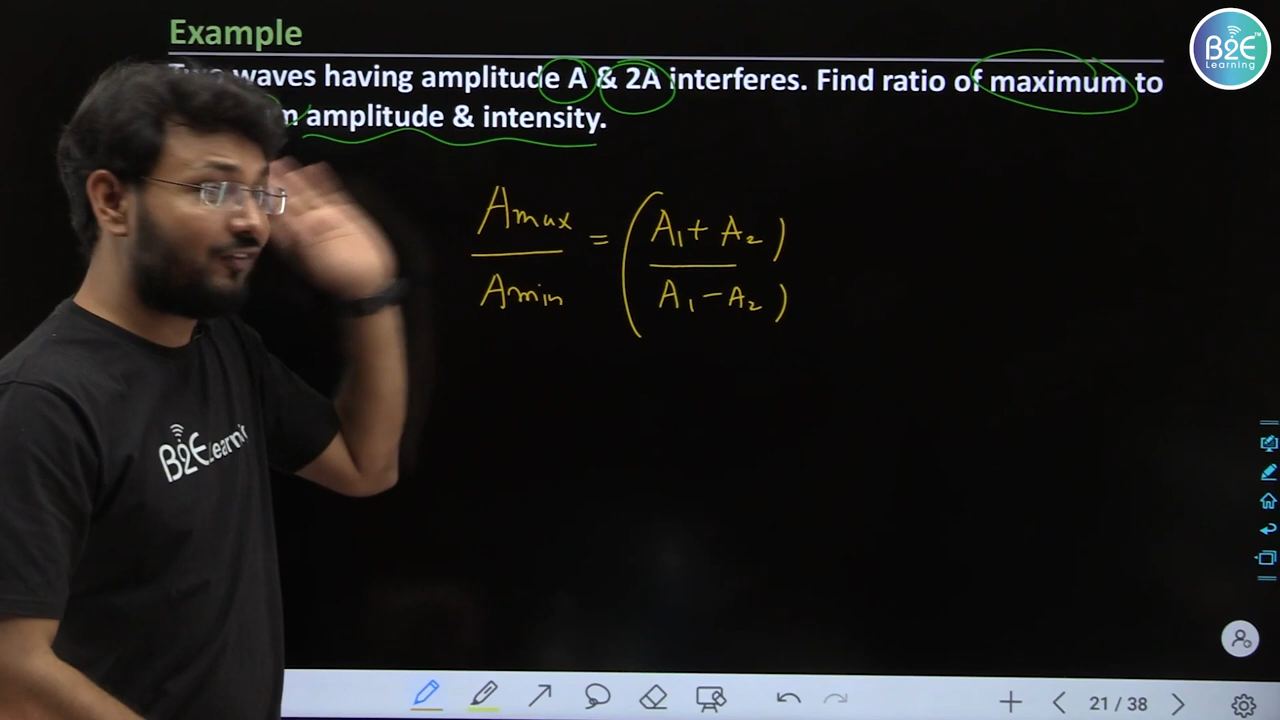 Example
waves having amplitude A & 2A interferes. Find ratio of maximum to
amplitude & intensity.
Amax / Amin = (A1 + A2) / (A1 - A2)
B2E
Learning
B2E Learnin
21 / 38